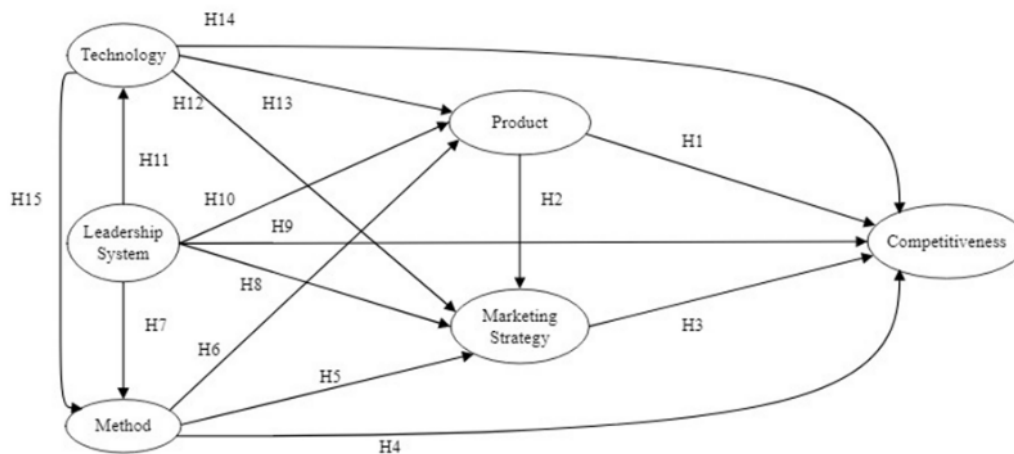 H14
Technology
H12
H13
Product
H1
H11
H15
H10
H9
H2
Leadership
System
Competitiveness
H8
H7
Marketing
Strategy
H3
H6
H5
Method
H4